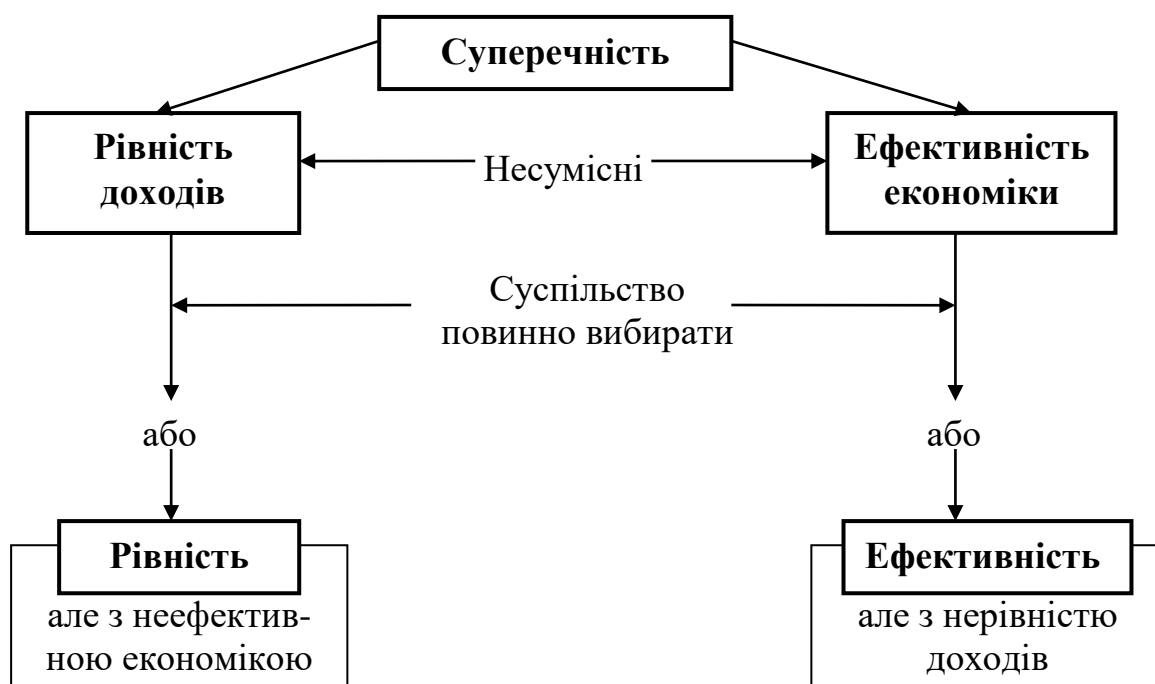 Суперечність
Рівність
доходів
Несумісні
Ефективність
економіки
Суспільство
повинно вибирати
або
або
Рівність
але з неефектив-
ною економікою
Ефективність
але з нерівністю
доходів